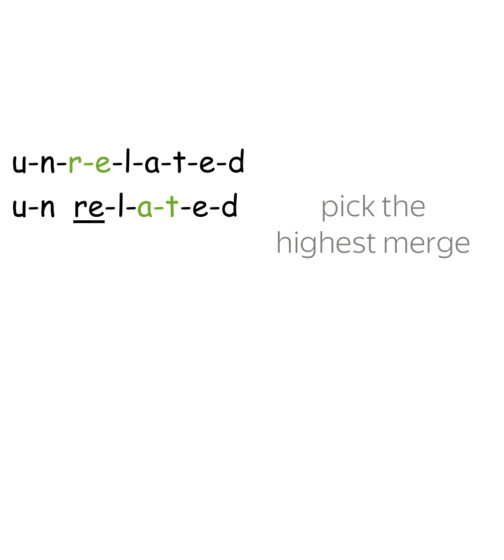 u-n-r-e-l-a-t-e-d
u-n re-l-a-t-e-d
pick the
highest merge